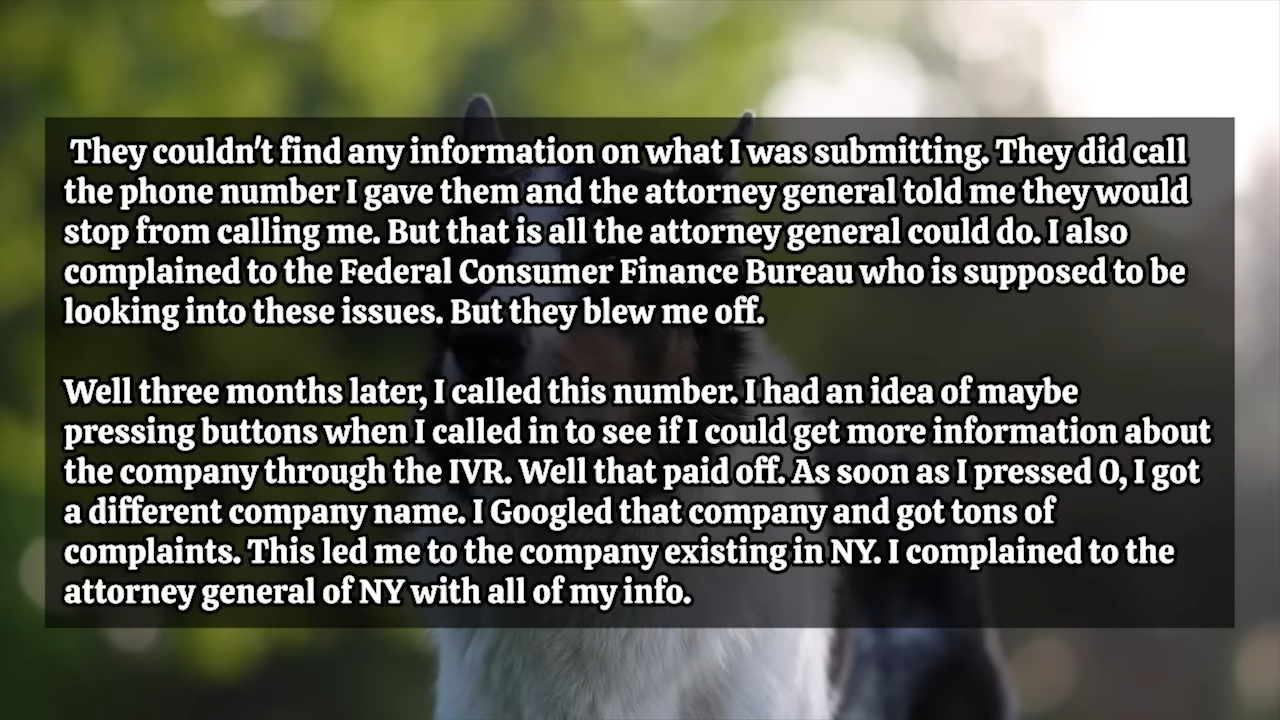 They couldn't find any information on what I was submitting. They did call
the phone number I gave them and the attorney general told me they would
stop from calling me. But that is all the attorney general could do. I also
complained to the Federal Consumer Finance Bureau who is supposed to be
looking into these issues. But they blew me off.
Well three months later, I called this number. I had an idea of maybe
pressing buttons when I called in to see if I could get more information about
the company through the IVR. Well that paid off. As soon as I pressed 0, I got
a different company name. I Googled that company and got tons of
complaints. This led me to the company existing in NY. I complained to the
attorney general of NY with all of my info.